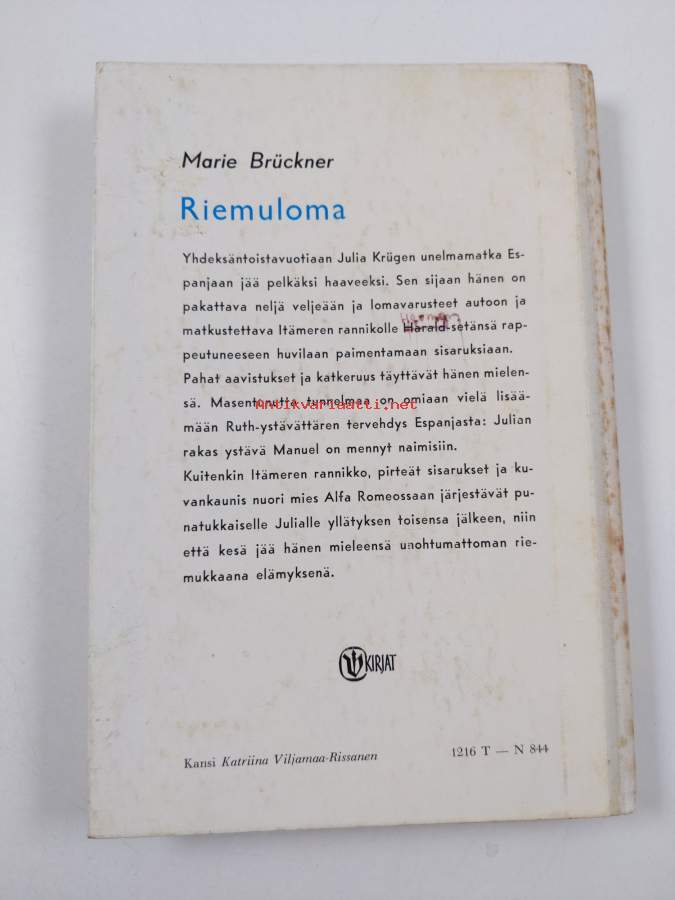 Marie Brückner
Riemuloma
Yhdeksäntoistavuotiaan Julia Krügen unelmamatka Es-
panjaan jää pelkäksi haaveeksi. Sen sijaan hänen on
pakattava neljä veljeään ja lomavarusteet autoon ja
Herman
matkustettava Itämeren rannikolle Harald-setänsä rap-
peutuneeseen huvilaan paimentamaan sisaruksiaan.
Pahat aavistukset ja katkeruus täyttävät hänen mielen-
sä. Masentunutta tunnelmaa on omiaan vielä lisää-
Antikvariaatti.net
mään Ruth-ystävättären tervehdys Espanjasta: Julian
rakas ystävä Manuel on mennyt naimisiin.
Kuitenkin Itämeren rannikko, pirteät sisarukset ja ku-
vankaunis nuori mies Alfa Romeossaan järjestävät pu-
natukkaiselle Julialle yllätyksen toisensa jälkeen, niin
että kesä jää hänen mieleensä unohtumattoman rie-
mukkaana elämyksenä.
KIRJAT
Kansi Katriina Viljamaa-Rissanen
1216 T — N 844